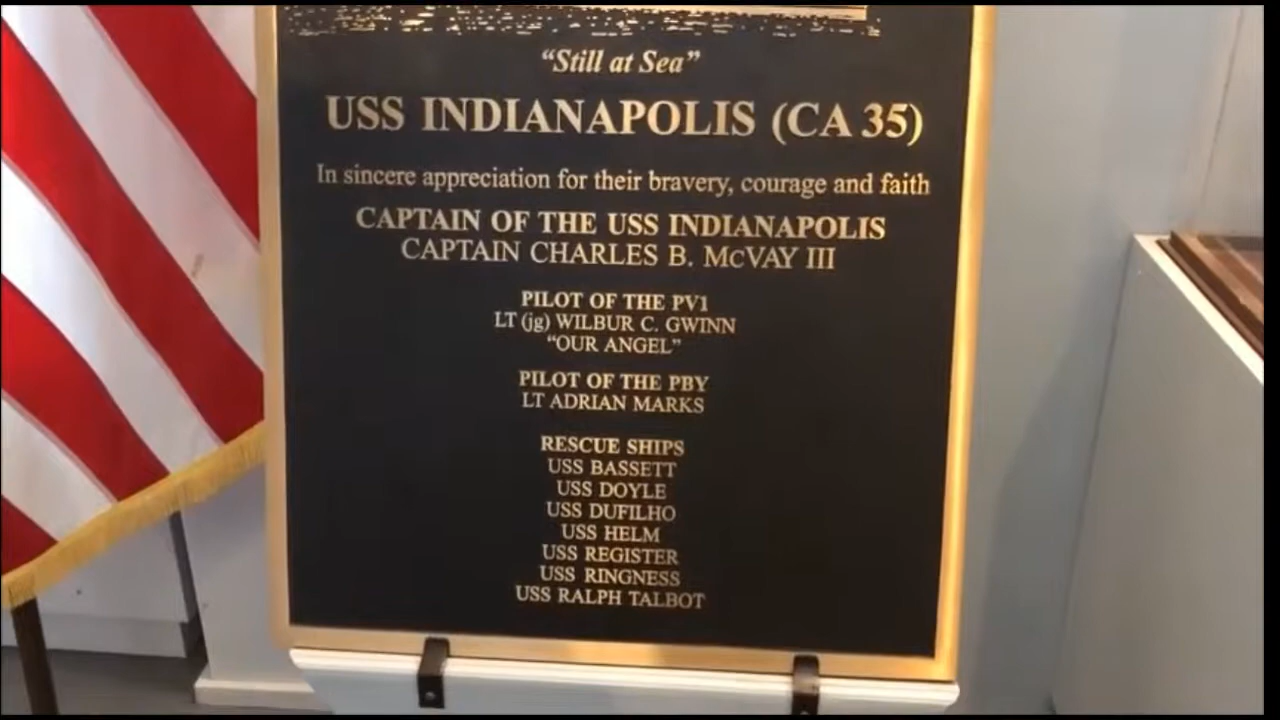 “Still at Sea”
USS INDIANAPOLIS (CA 35)
In sincere appreciation for their bravery, courage and faith
CAPTAIN OF THE USS INDIANAPOLIS
CAPTAIN CHARLES B. McVAY III
PILOT OF THE PV1
LT (jg) WILBUR C. GWINN
“OUR ANGEL”
PILOT OF THE PBY
LT ADRIAN MARKS
RESCUE SHIPS
USS BASSETT
USS DOYLE
USS DUFILHO
USS HELM
USS REGISTER
USS RINGNESS
USS RALPH TALBOT